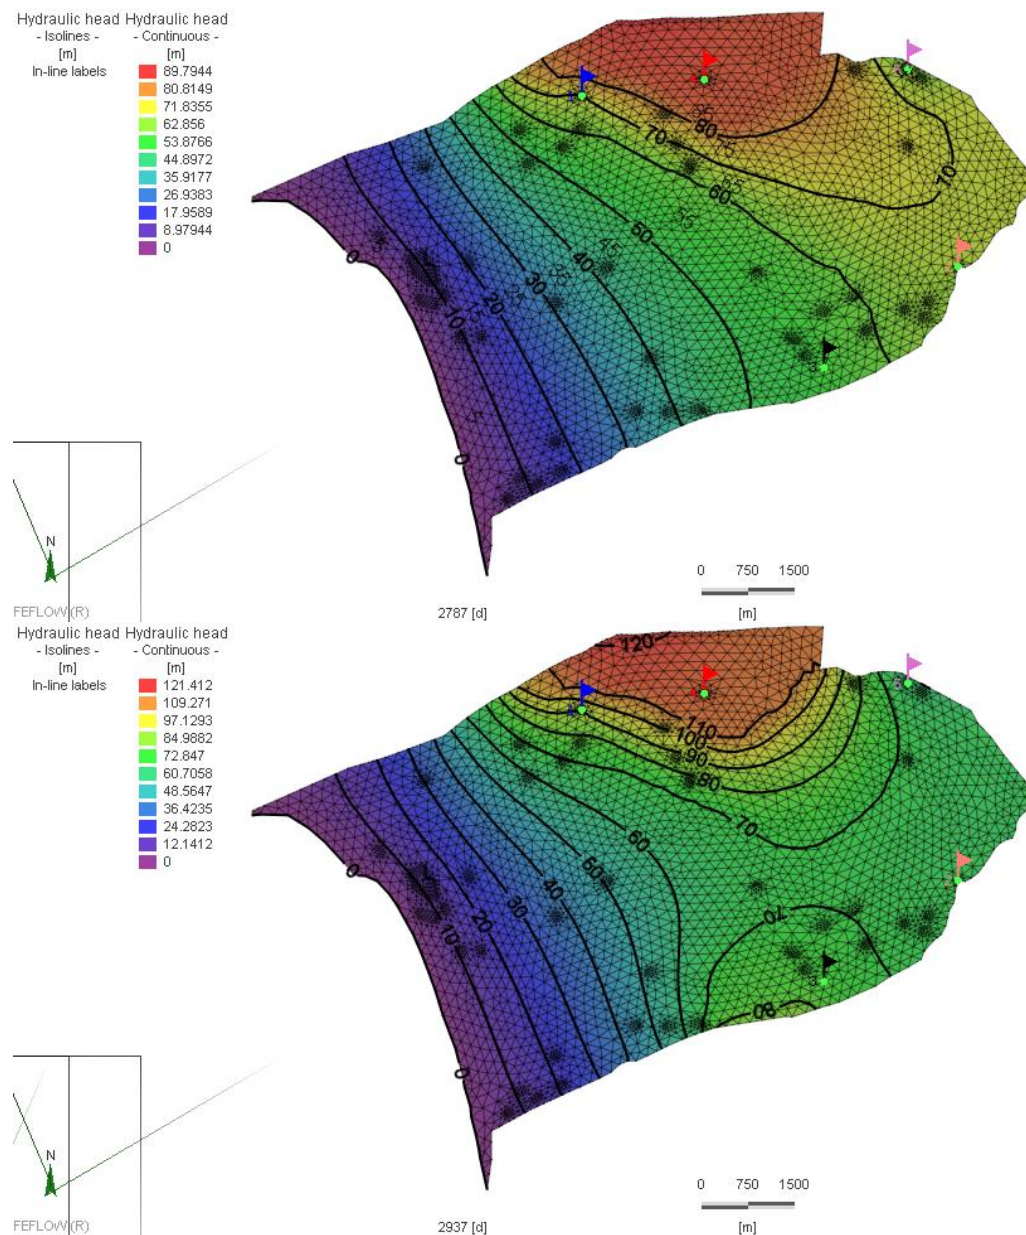 Hydraulic head Hydraulic head
- Isolines - - Continuous -
[m] [m]
In-line labels 89.7944
80.8149
71.8355
62.856
53.8766
44.8972
35.9177
26.9383
17.9589
8.97944
0
80
70
70
60
50
40
30
20
10
0
0
65
55
45
3
N
0 750 1500
[m]
FEFLOW (R)
2787 [d]
Hydraulic head Hydraulic head
- Isolines - - Continuous -
[m] [m]
In-line labels 121.412
109.271
97.1293
84.9882
72.847
60.7058
48.5647
36.4235
24.2823
12.1412
0
120
110
100
90
80
70
60
50
40
30
20
10
0
0
70
80
3
N
0 750 1500
[m]
FEFLOW (R)
2937 [d]